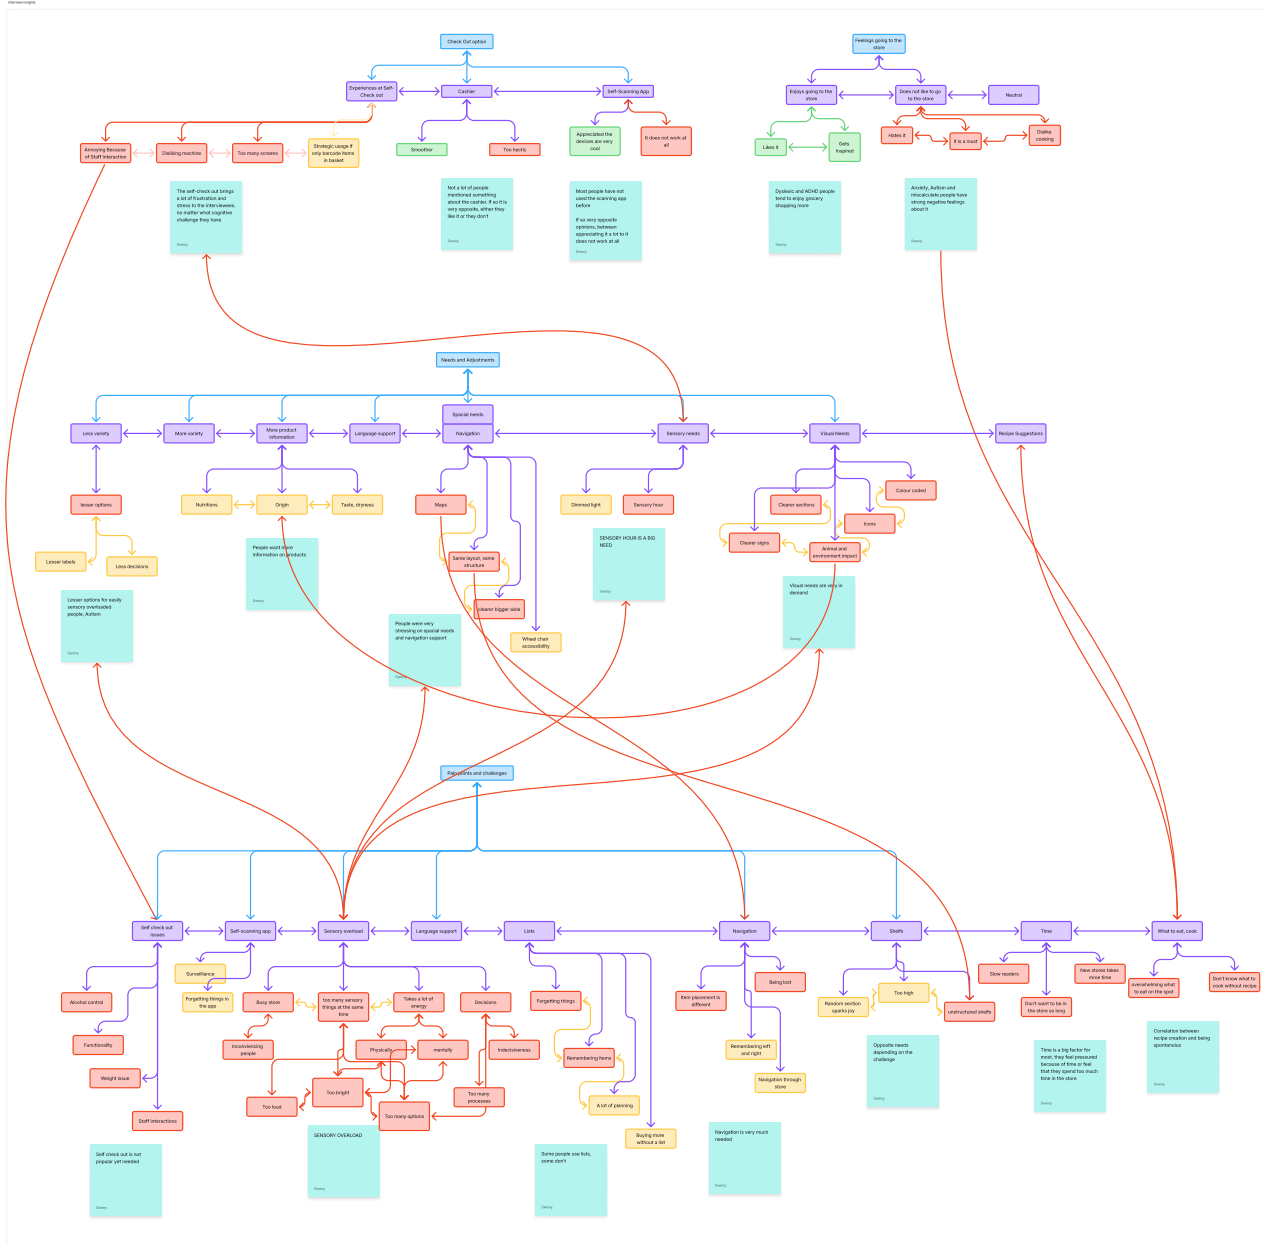 interview insights
Check Out option
Feelings going to the
store
Experiences at Self-
Check out
Cashier
Self-Scanning App
Enjoys going to the
store
Does not like to go
to the store
Neutral
Annoying Because
of Staff Interaction
Disliking machine
Too many screens
Strategic usage if
only barcode items
in basket
Smoother
Too hectic
Appreciated the
devices are very
cool
It does not work at
all
Likes it
Gets
inspired
Hates it
It is a must
Dislike
cooking
The self-check out brings
a lot of frustration and
stress to the interviewees.
no matter what cognitive
challenge they have
Not a lot of people
mentioned something
about the cashier. If so it is
very opposite, either they
like it or they don't
Most people have not
used the scanning app
before
If so very opposite
opinions, between
appreciating it a lot to it
does not work at all
Dyslexic and ADHD people
tend to enjoy grocery
shopping more
Anxiety, Autism and
miscalculate people have
strong negative feelings
about it
Needs and Adjustments
Less variety
More variety
More product
information
Language support
Spacial needs
Navigation
Sensory needs
Visual Needs
Recipe Suggestions
lesser options
Nutritions
Origin
Taste, dryness
Maps
Dimmed light
Sensory hour
Clearer sections
Colour coded
Icons
Clearer signs
Animal and
environment impact
Lesser labels
Less decisions
Same layout, same
structure
clearer bigger aisle
Wheel chair
accessibility
People want more
information on products
SENSORY HOUR IS A BIG
NEED
Lesser options for easily
sensory overloaded
people, Autism
People were very
stressing on spacial needs
and navigation support
Visual needs are very in
demand
Pain points and challenges
Self check out
issues
Self-scanning app
Sensory overload
Language support
Lists
Navigation
Shelfs
Time
What to eat, cook
Surveillance
Forgetting things in
the app
Alcohol control
Functionality
Weight issue
Staff interactions
Busy store
too many sensory
things at the same
time
Takes a lot of
energy
Decisions
Inconviencing
people
Physically
mentally
Indecisiveness
Too loud
Too bright
Too many options
Too many
processes
Forgetting things
Remembering items
A lot of planning
Buying more
without a list
Item placement is
different
Being lost
Remembering left
and right
Navigation through
store
Random section
sparks joy
Too high
unstructured shelfs
Slow readers
New stores takes
more time
Don't want to be in
the store so long
overwhelming what
to eat on the spot
Don't know what to
cook without recipe
Self check out is not
popular yet needed
SENSORY OVERLOAD
Some people use lists,
some don't
Navigation is very much
needed
Opposite needs
depending on the
challange
Time is a big factor for
most, they feel pressured
because of time or feel
that they spend too much
time in the store
Correlation between
recipe creation and being
spontanoius